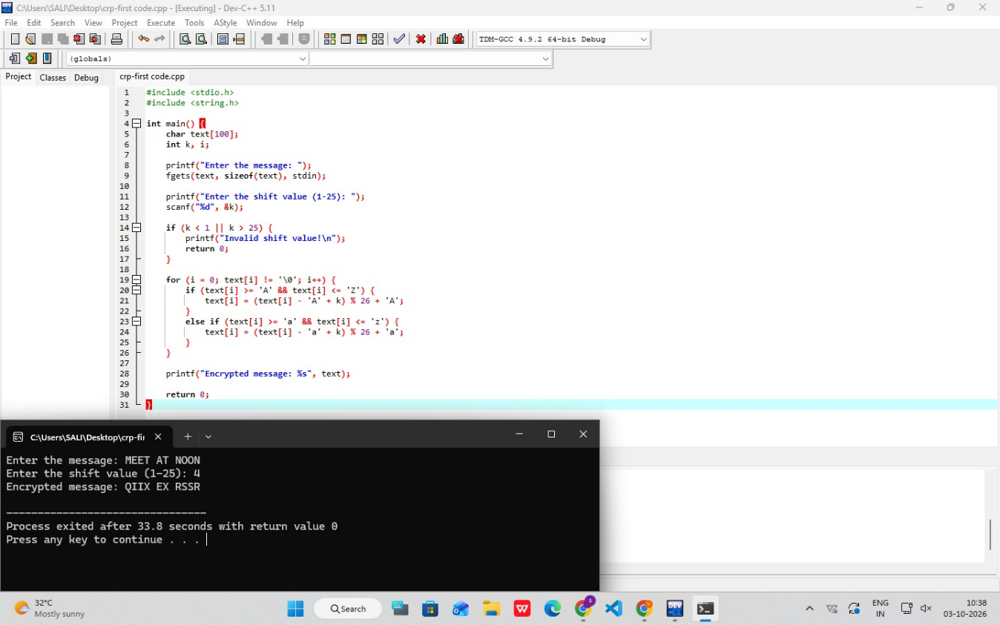 C:\Users\SALI\Desktop\crp-first code.cpp - [Executing] - Dev-C++ 5.11
File Edit Search View Project Execute Tools AStyle Window Help
TDM-GCC 4.9.2 64-bit Debug
(globals)
Project Classes Debug crp-first code.cpp
1 #include <stdio.h>
2 #include <string.h>
3
4 int main() {
5 char text[100];
6 int k, i;
7
8 printf("Enter the message: ");
9 fgets(text, sizeof(text), stdin);
10
11 printf("Enter the shift value (1-25): ");
12 scanf("%d", &k);
13
14 if (k < 1 || k > 25) {
15 printf("Invalid shift value!\n");
16 return 0;
17 }
18
19 for (i = 0; text[i] != '\0'; i++) {
20 if (text[i] >= 'A' && text[i] <= 'Z') {
21 text[i] = (text[i] - 'A' + k) % 26 + 'A';
22 }
23 else if (text[i] >= 'a' && text[i] <= 'z') {
24 text[i] = (text[i] - 'a' + k) % 26 + 'a';
25 }
26 }
27
28 printf("Encrypted message: %s", text);
29
30 return 0;
31 }
C:\Users\SALI\Desktop\crp-fir
Enter the message: MEET AT NOON
Enter the shift value (1-25): 4
Encrypted message: QIIX EX RSSR
--------------------------------
Process exited after 33.8 seconds with return value 0
Press any key to continue . . .
32°C
Mostly sunny
Search
DEV
ENG
IN
10:38
03-10-2026